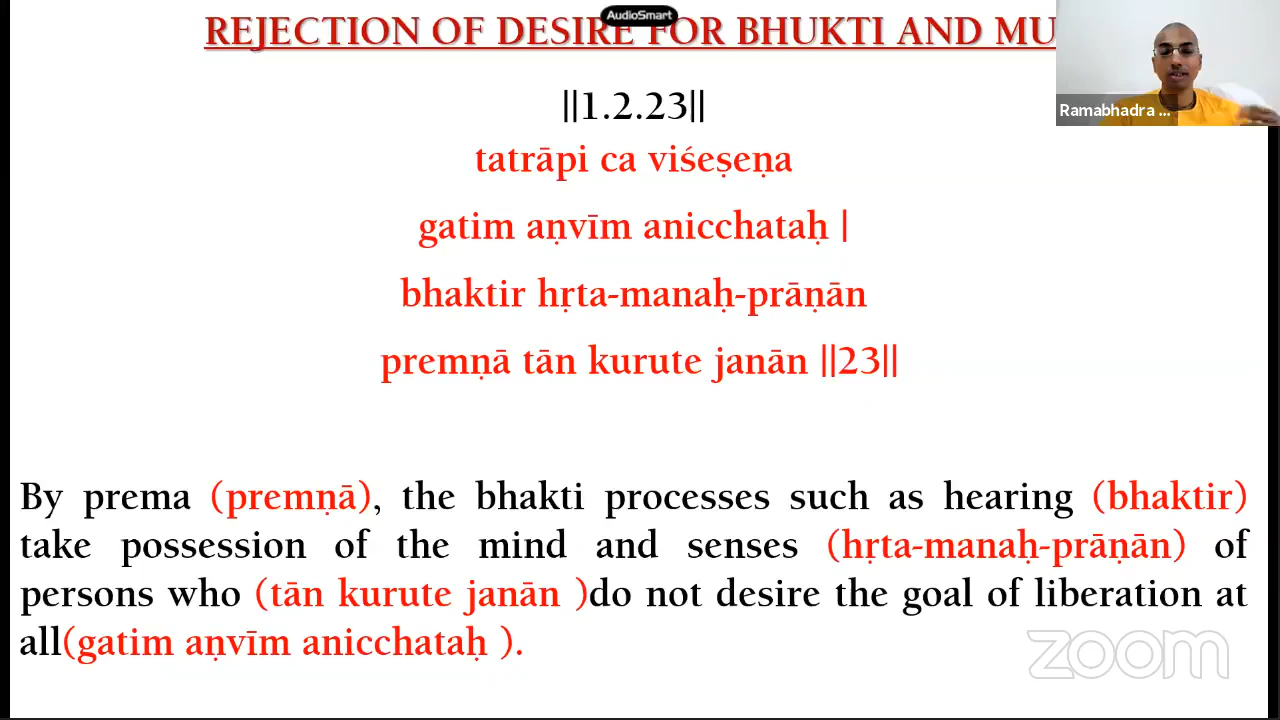 AudioSmart
REJECTION OF DESIRE FOR BHUKTI AND MU
Ramabhadra ...
||1.2.23||
tatrāpi ca viśeṣeṇa
gatim aṇvīm anicchataḥ |
bhaktir hṛta-manaḥ-prāṇān
premṇā tān kurute janān ||23||
By prema (premṇā), the bhakti processes such as hearing (bhaktir)
take possession of the mind and senses (hṛta-manaḥ-prāṇān) of
persons who (tān kurute janān )do not desire the goal of liberation at
all(gatim aṇvīm anicchataḥ ).
zoom